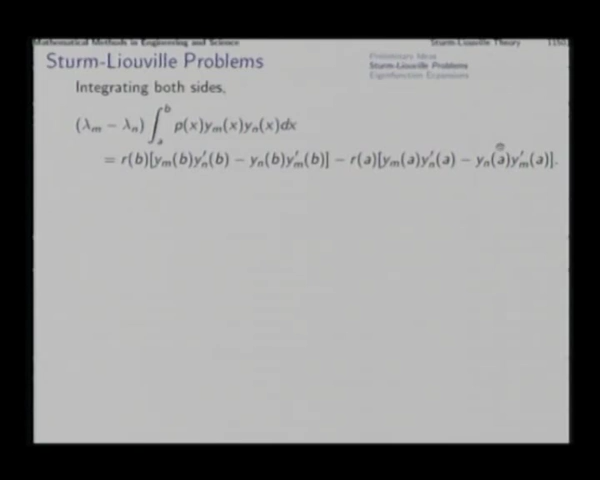 Mathematical Methods in Engineering and Science
Sturm-Liouville Theory
Sturm-Liouville Problems
Preliminary Ideas
Sturm-Liouville Problems
Eigenfunction Expansions
Integrating both sides,
(λₘ − λₙ) ∫ₐᵇ p(x)yₘ(x)yₙ(x)dx
= r(b)[yₘ(b)y′ₙ(b) − yₙ(b)y′ₘ(b)] − r(a)[yₘ(a)y′ₙ(a) − yₙ(a)y′ₘ(a)].